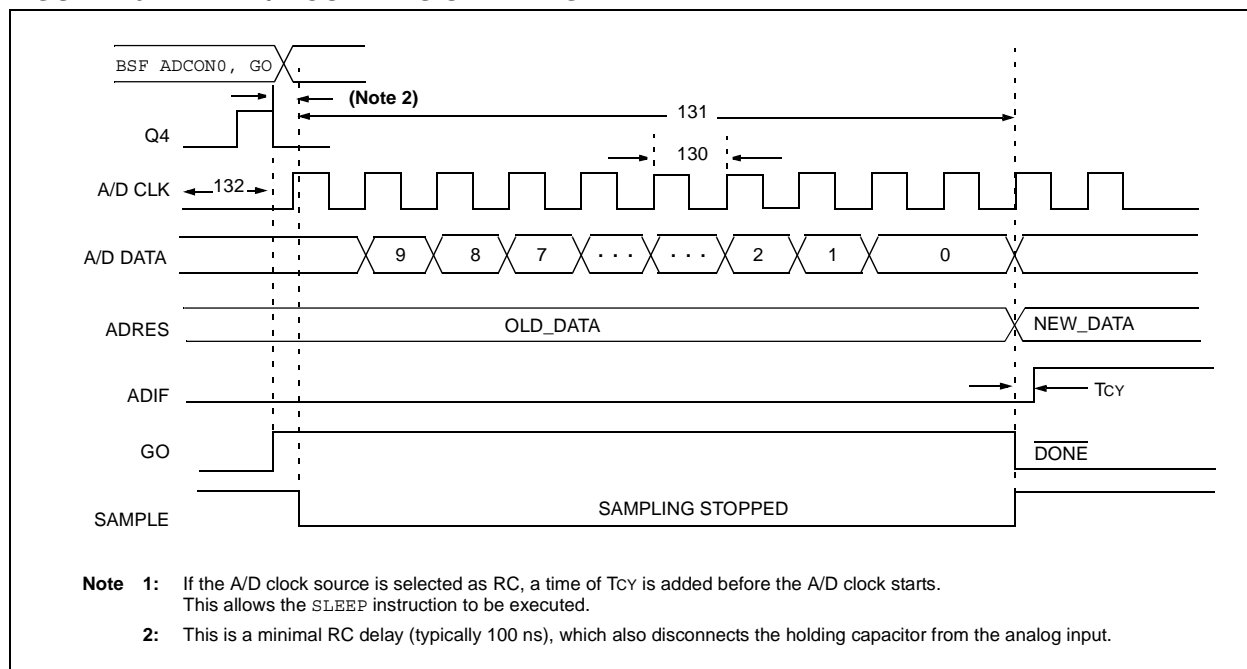 BSF ADCON0, GO
(Note 2)
131
Q4
130
A/D CLK
132
A/D DATA
9 8 7 · · · · · · 2 1 0
ADRES
OLD_DATA
NEW_DATA
ADIF
TCY
GO
DONE
SAMPLE
SAMPLING STOPPED
Note 1: If the A/D clock source is selected as RC, a time of TCY is added before the A/D clock starts.
This allows the SLEEP instruction to be executed.
2: This is a minimal RC delay (typically 100 ns), which also disconnects the holding capacitor from the analog input.